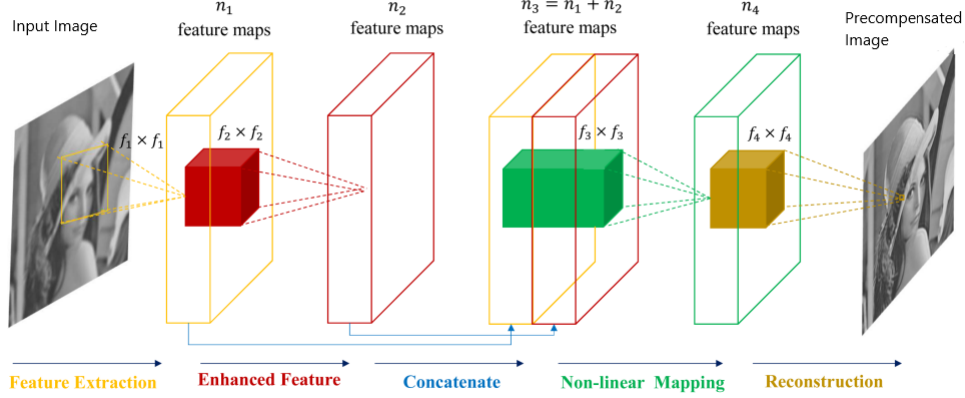 Input Image
n₁
feature maps
n₂
feature maps
n₃ = n₁ + n₂
feature maps
n₄
feature maps
Precompensated
Image
f₁ × f₁
f₂ × f₂
f₃ × f₃
f₄ × f₄
Feature Extraction
Enhanced Feature
Concatenate
Non-linear Mapping
Reconstruction